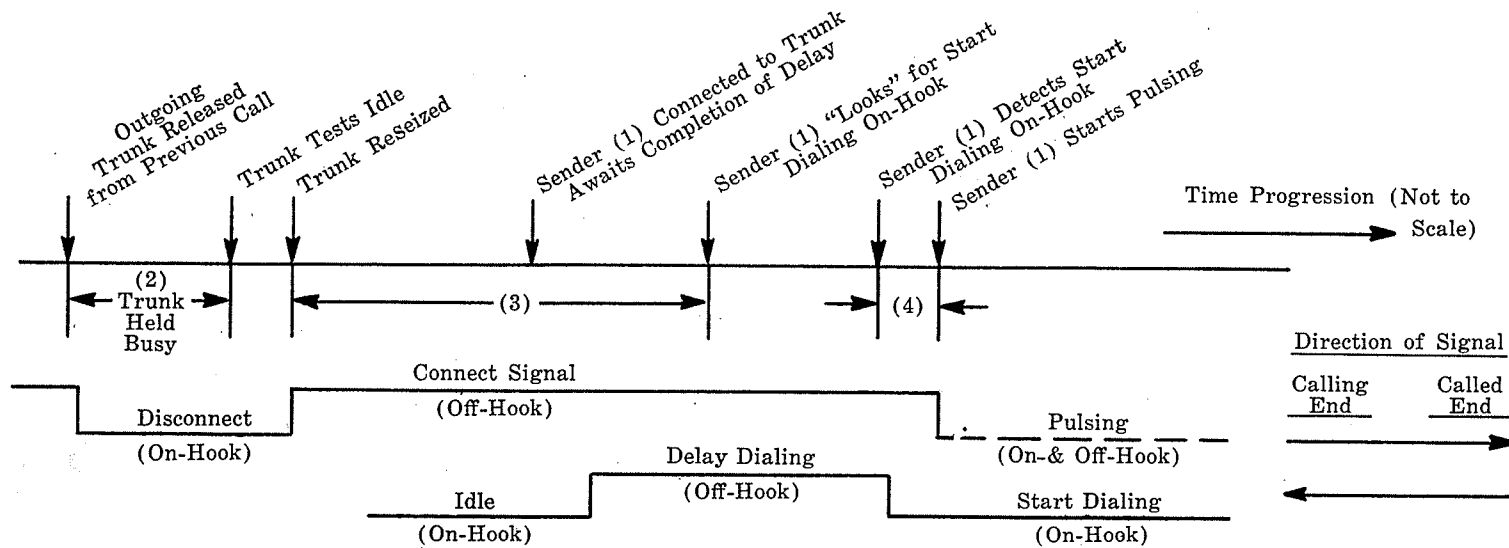 Outgoing
Trunk Released
from Previous Call
Trunk Tests Idle
Trunk ReSeized
Sender (1) Connected to Trunk
Awaits Completion of Delay
Sender (1) "Looks" for Start
Dialing On-Hook
Sender (1) Detects Start
Dialing On-Hook
Sender (1) Starts Pulsing
Time Progression (Not to
Scale)
(2)
Trunk
Held
Busy
(3)
(4)
Direction of Signal
Calling
End
Called
End
Connect Signal
(Off-Hook)
Disconnect
(On-Hook)
Pulsing
(On-& Off-Hook)
Delay Dialing
(Off-Hook)
Idle
(On-Hook)
Start Dialing
(On-Hook)